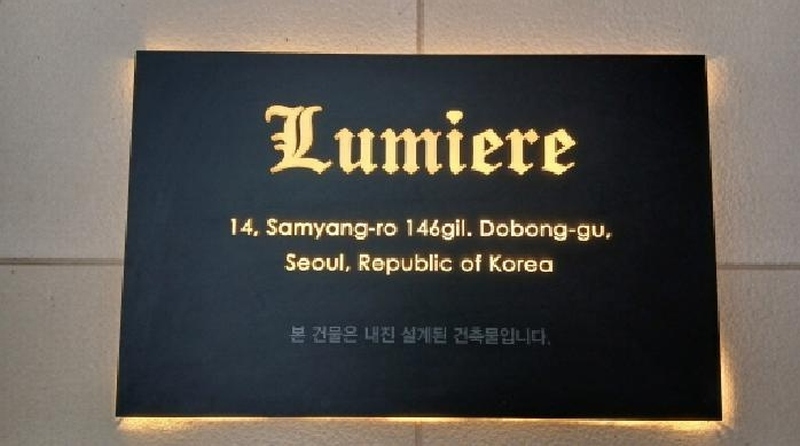 Lumiere
14, Samyang-ro 146gil. Dobong-gu,
Seoul, Republic of Korea
본 건물은 내진 설계된 건축물입니다.